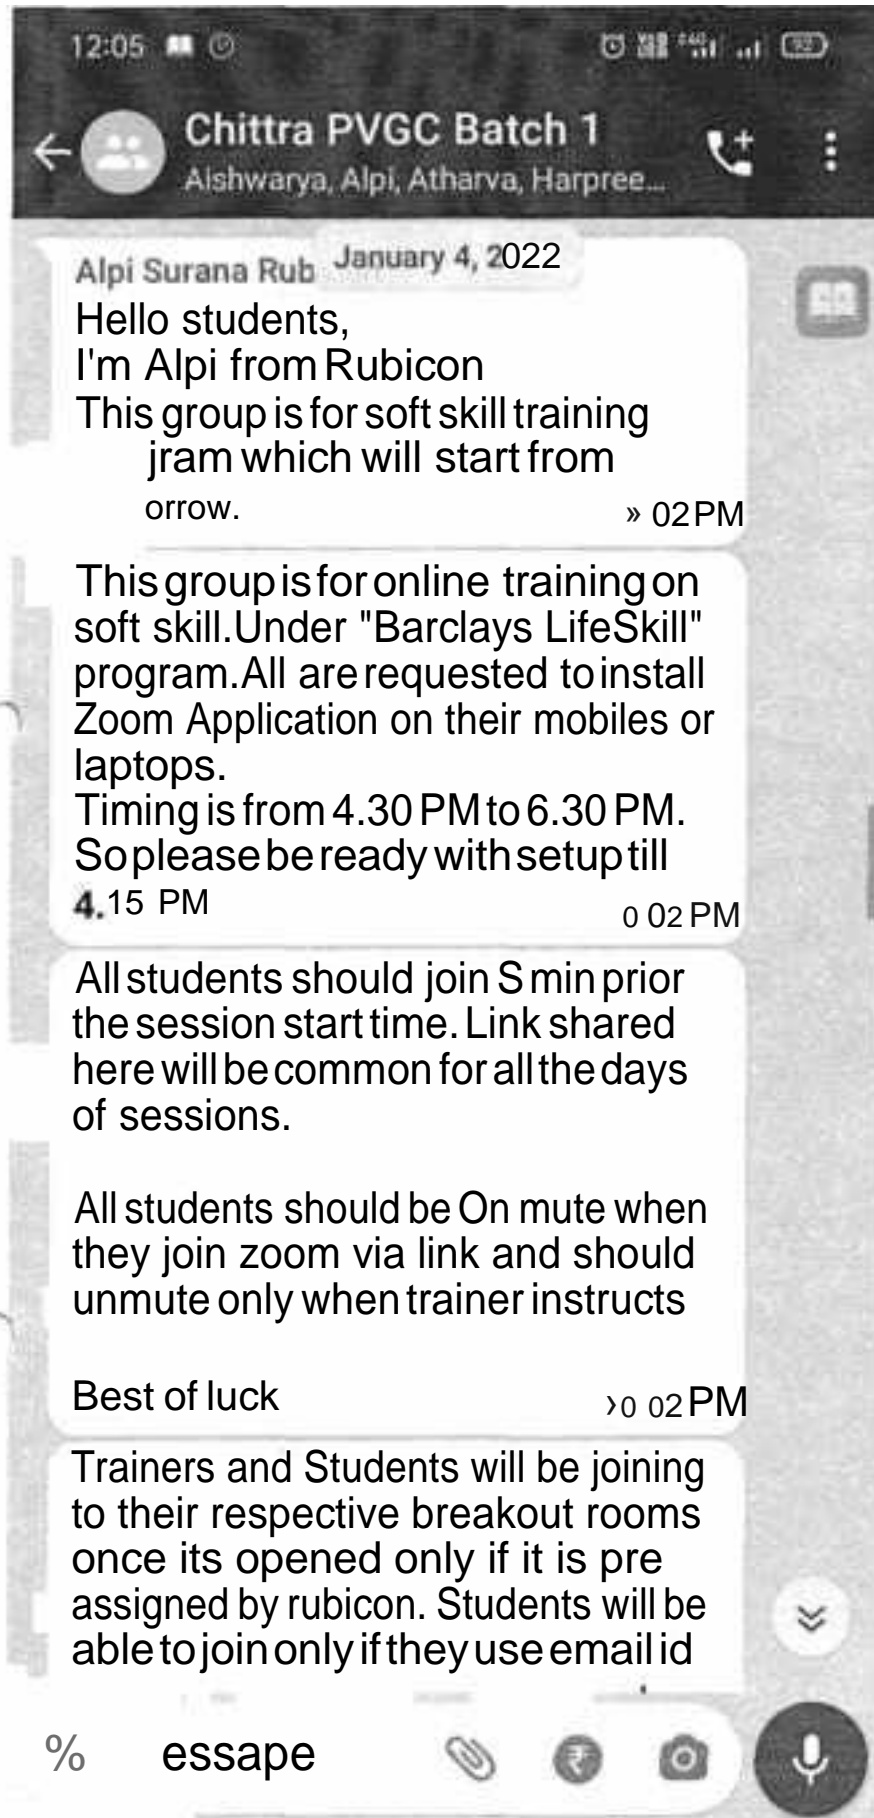 12:05
92
Chittra PVGC Batch 1
Aishwarya, Alpi, Atharva, Harpree...
January 4, 2022
Alpi Surana Rub
Hello students,
I'm Alpi from Rubicon
This group is for soft skill training
jram which will start from
orrow.
» 02 PM
This group is for online training on
soft skill.Under "Barclays LifeSkill"
program.All are requested to install
Zoom Application on their mobiles or
laptops.
Timing is from 4.30 PM to 6.30 PM.
So please be ready with setup till
4.15 PM
0 02 PM
All students should join S min prior
the session start time. Link shared
here will be common for all the days
of sessions.
All students should be On mute when
they join zoom via link and should
unmute only when trainer instructs
Best of luck
›0 02 PM
Trainers and Students will be joining
to their respective breakout rooms
once its opened only if it is pre
assigned by rubicon. Students will be
able to join only if they use email id
% essape